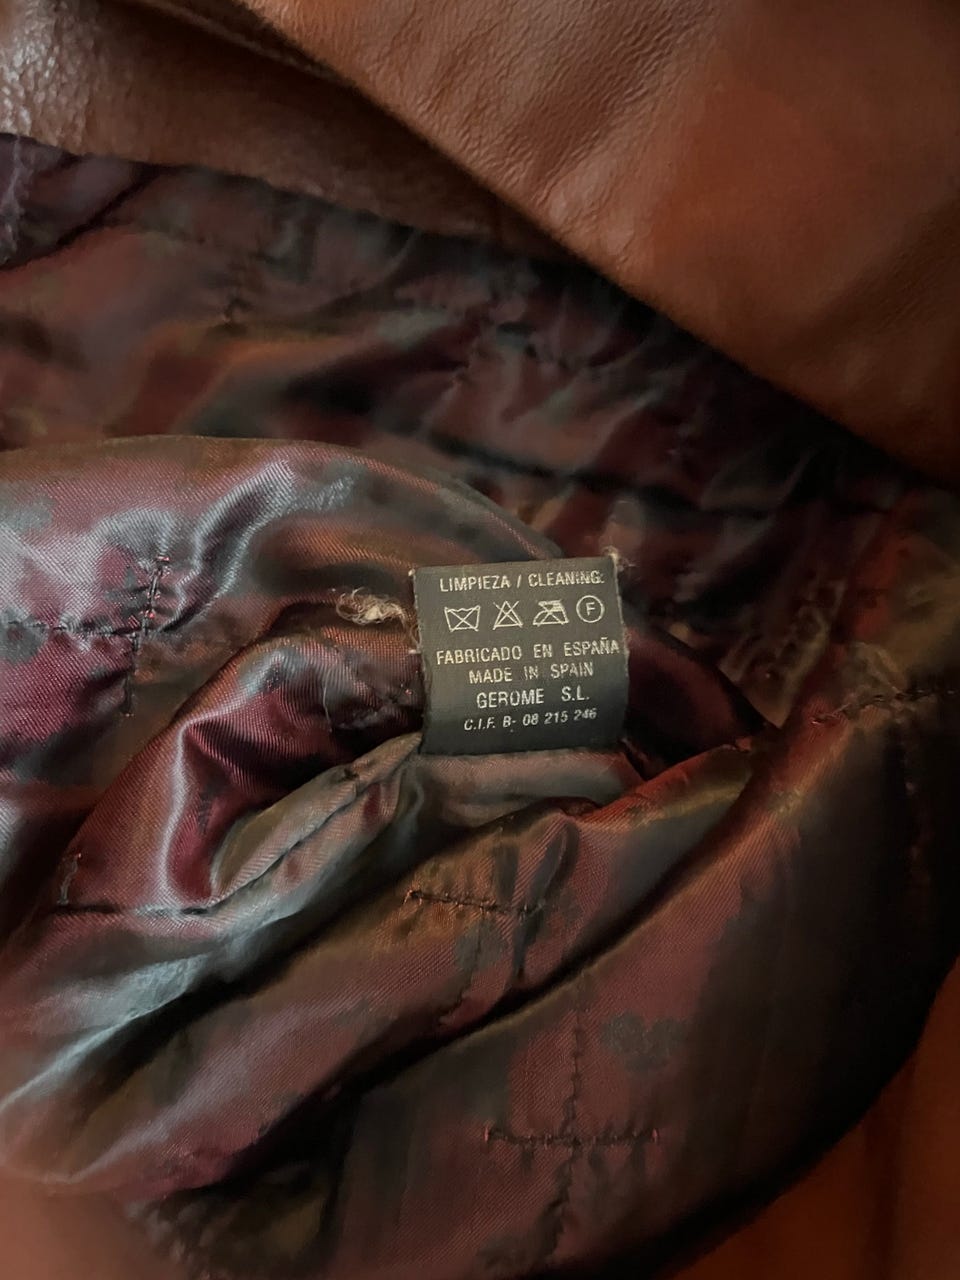 LIMPIEZA / CLEANING:
F
FABRICADO EN ESPAÑA
MADE IN SPAIN
GEROME S.L.
C.I.F. B- 08 215 246